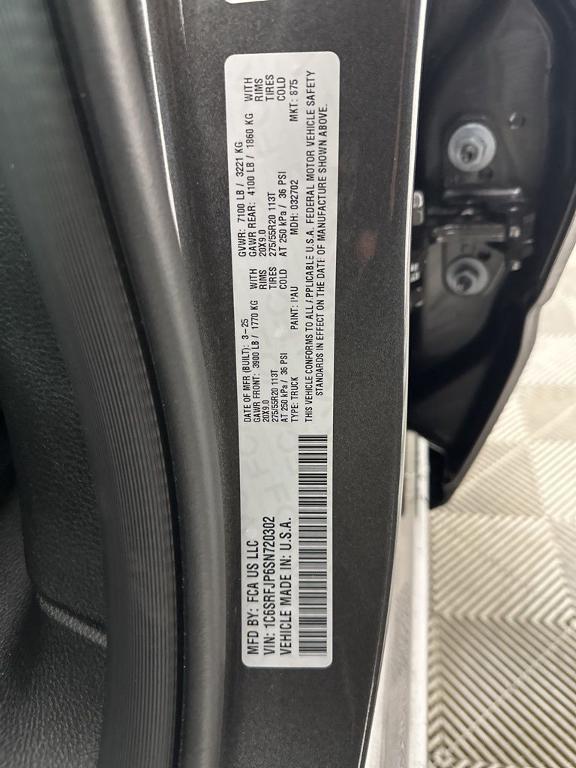 MFD BY: FCA US LLC
VIN: 1C6SRFJP6SN720302
VEHICLE MADE IN: U.S.A.
DATE OF MFR (BUILT): 3-25 GVWR: 7100 LB / 3221 KG
GAWR FRONT: 3900 LB / 1770 KG WITH GAWR REAR: 4100 LB / 1860 KG WITH
20X9.0 RIMS 20X9.0 RIMS
275/55R20 113T TIRES 275/55R20 113T TIRES
AT 250 kPa / 36 PSI COLD AT 250 kPa / 36 PSI COLD
TYPE: TRUCK PAINT: PAU MDH: 032702 MKT: 875
THIS VEHICLE CONFORMS TO ALL APPLICABLE U.S.A. FEDERAL MOTOR VEHICLE SAFETY
STANDARDS IN EFFECT ON THE DATE OF MANUFACTURE SHOWN ABOVE.